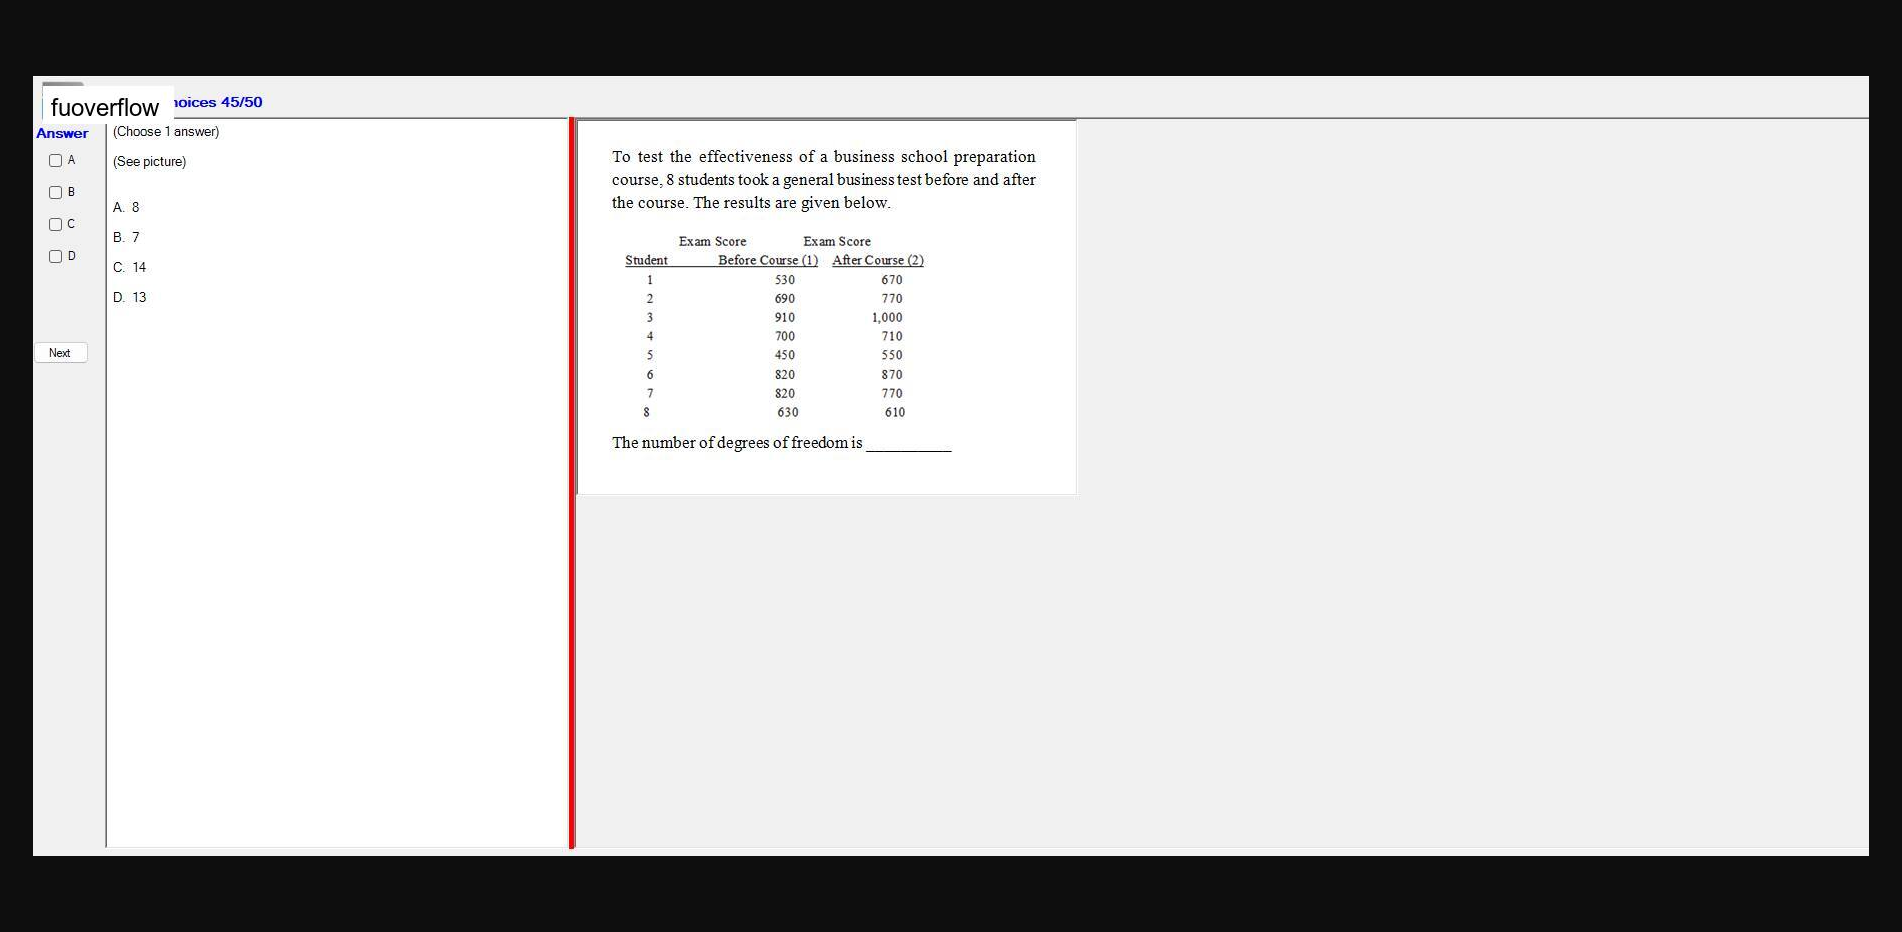 fuoverflow
hoices 45/50
Answer
(Choose 1 answer)
A
(See picture)
B
C
D
A. 8
B. 7
C. 14
D. 13
Next
To test the effectiveness of a business school preparation
course, 8 students took a general business test before and after
the course. The results are given below.
Exam Score Exam Score
Student Before Course (1) After Course (2)
1 530 670
2 690 770
3 910 1,000
4 700 710
5 450 550
6 820 870
7 820 770
8 630 610
The number of degrees of freedom is __________